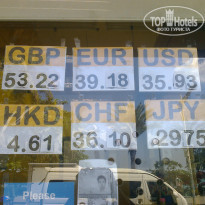 TOP Hotels
ФОТО ТУРИСТА
GBP EUR USD
53.22 39.18 35.93
HKD CHF JPY
4.61 36.10 .2975
Please